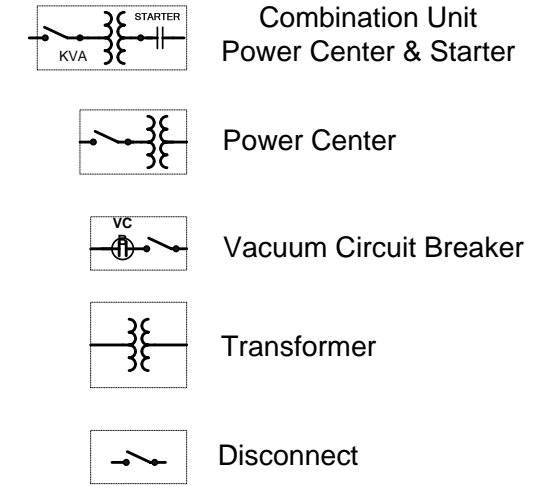 STARTER
KVA
Combination Unit
Power Center & Starter
Power Center
VC
Vacuum Circuit Breaker
Transformer
Disconnect